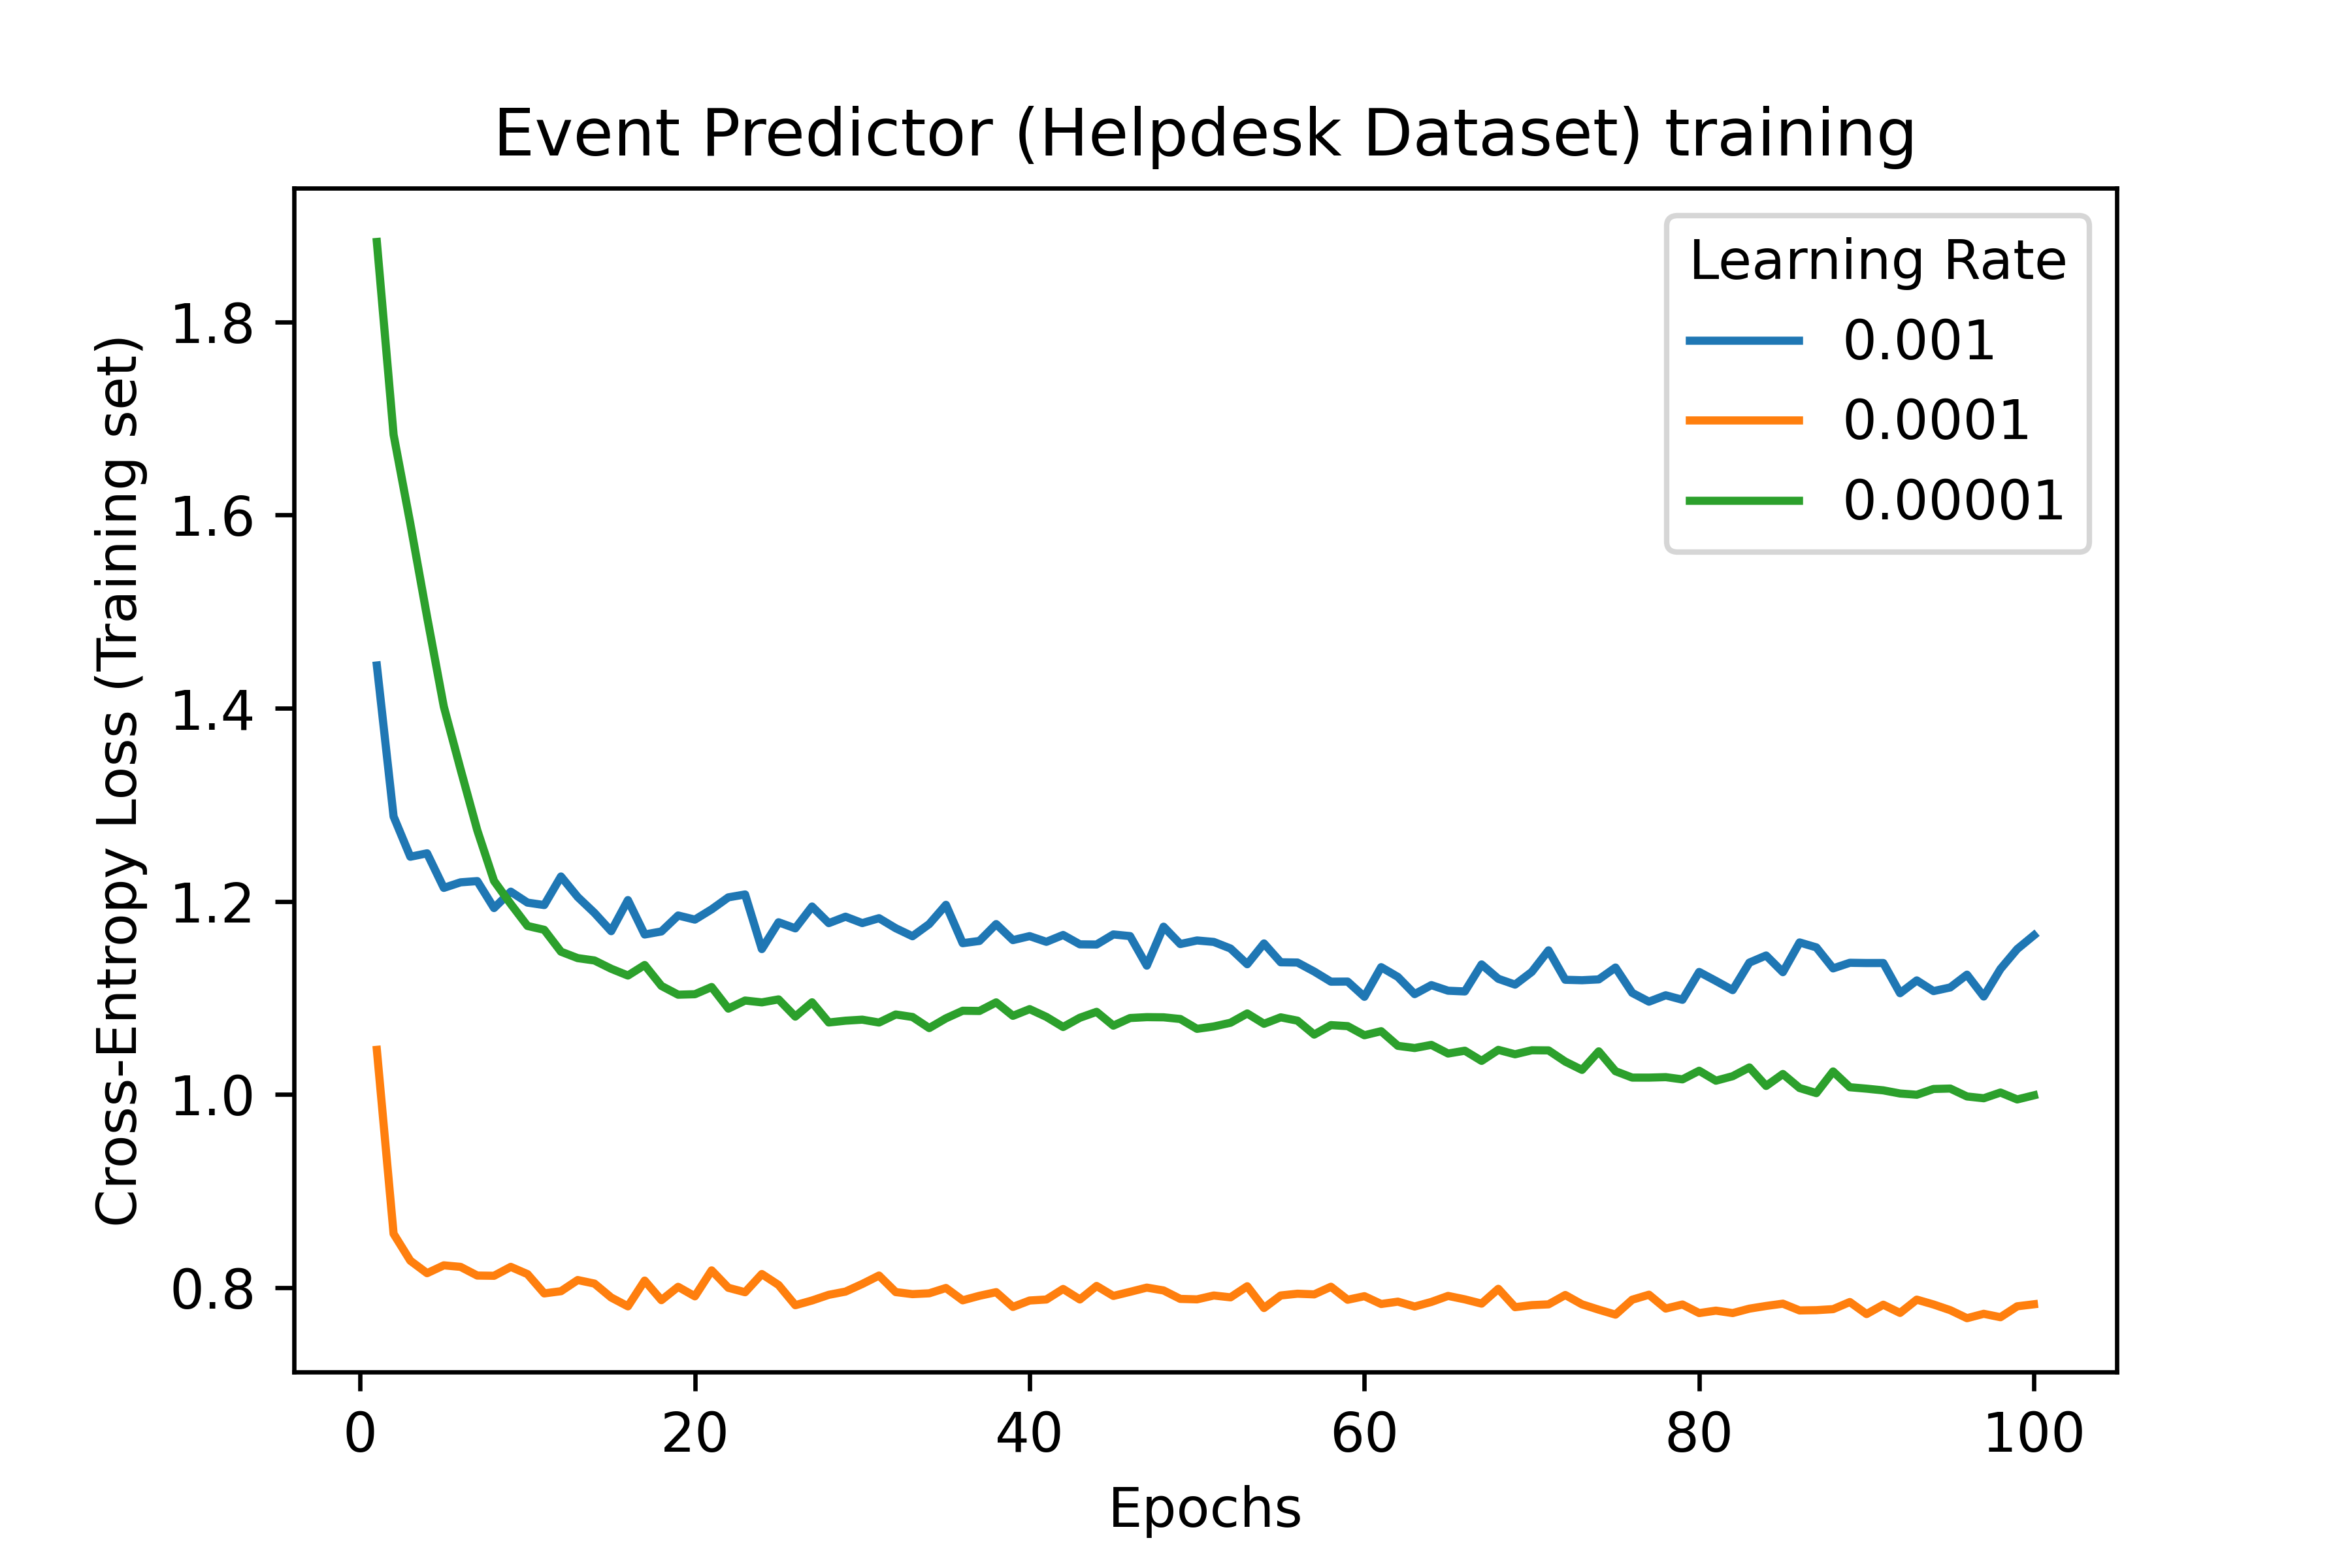 Event Predictor (Helpdesk Dataset) training
Learning Rate
0.001
0.0001
0.00001
Cross-Entropy Loss (Training set)
1.8
1.6
1.4
1.2
1.0
0.8
0 20 40 60 80 100
Epochs